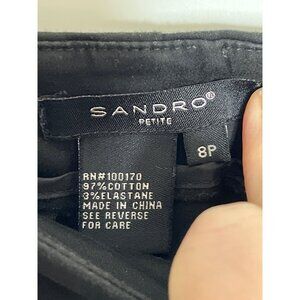 SANDRO®
PETITE
8P
RN#100170
97%COTTON
3%ELASTANE
MADE IN CHINA
SEE REVERSE
FOR CARE